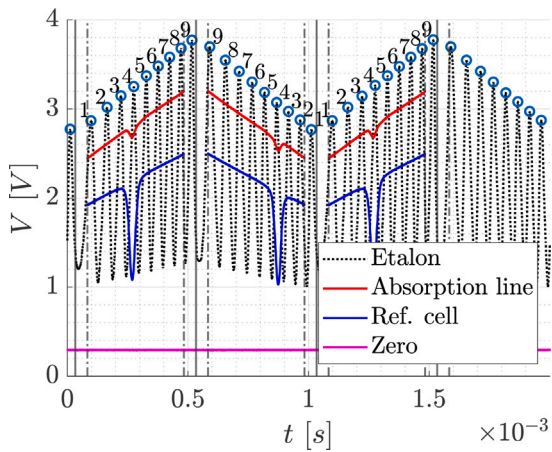 4
3
2
1
0
V [V]
1 2 3 4 5 6 7 8 9
9 8 7 6 5 4 3 2 1
1 2 3 4 5 6 7 8 9
Etalon
Absorption line
Ref. cell
Zero
0 0.5 1 1.5
×10⁻³
t [s]